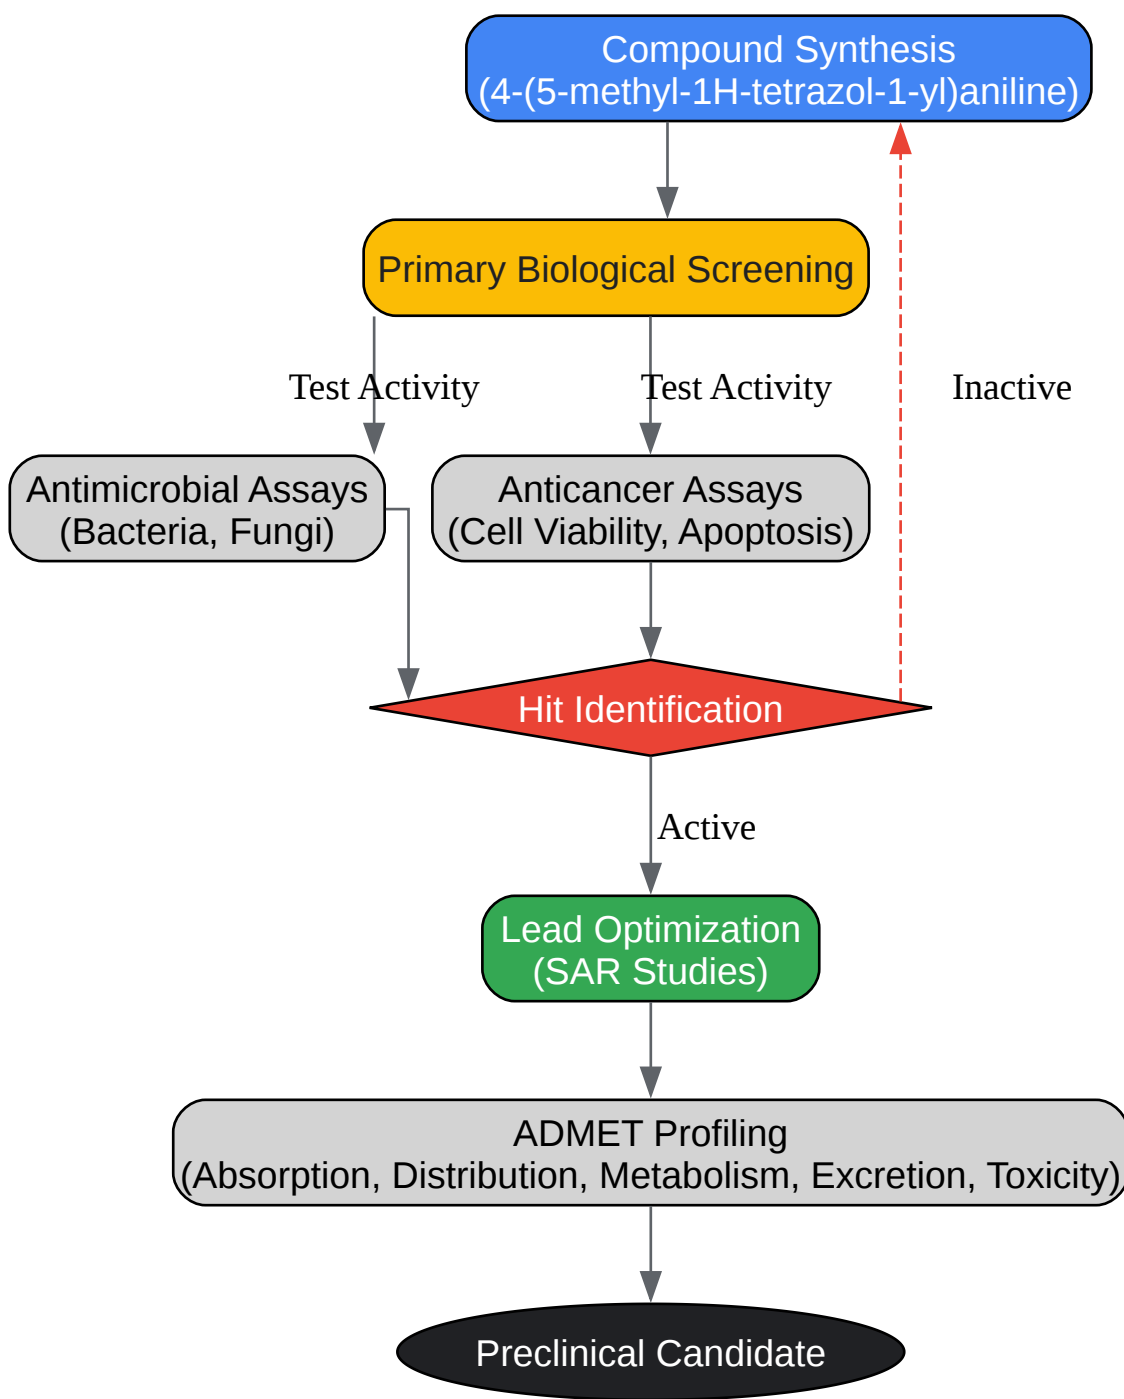 Compound Synthesis
(4-(5-methyl-1H-tetrazol-1-yl)aniline)
Primary Biological Screening
Test Activity
Test Activity
Inactive
Antimicrobial Assays
(Bacteria, Fungi)
Anticancer Assays
(Cell Viability, Apoptosis)
Hit Identification
Active
Lead Optimization
(SAR Studies)
ADMET Profiling
(Absorption, Distribution, Metabolism, Excretion, Toxicity)
Preclinical Candidate